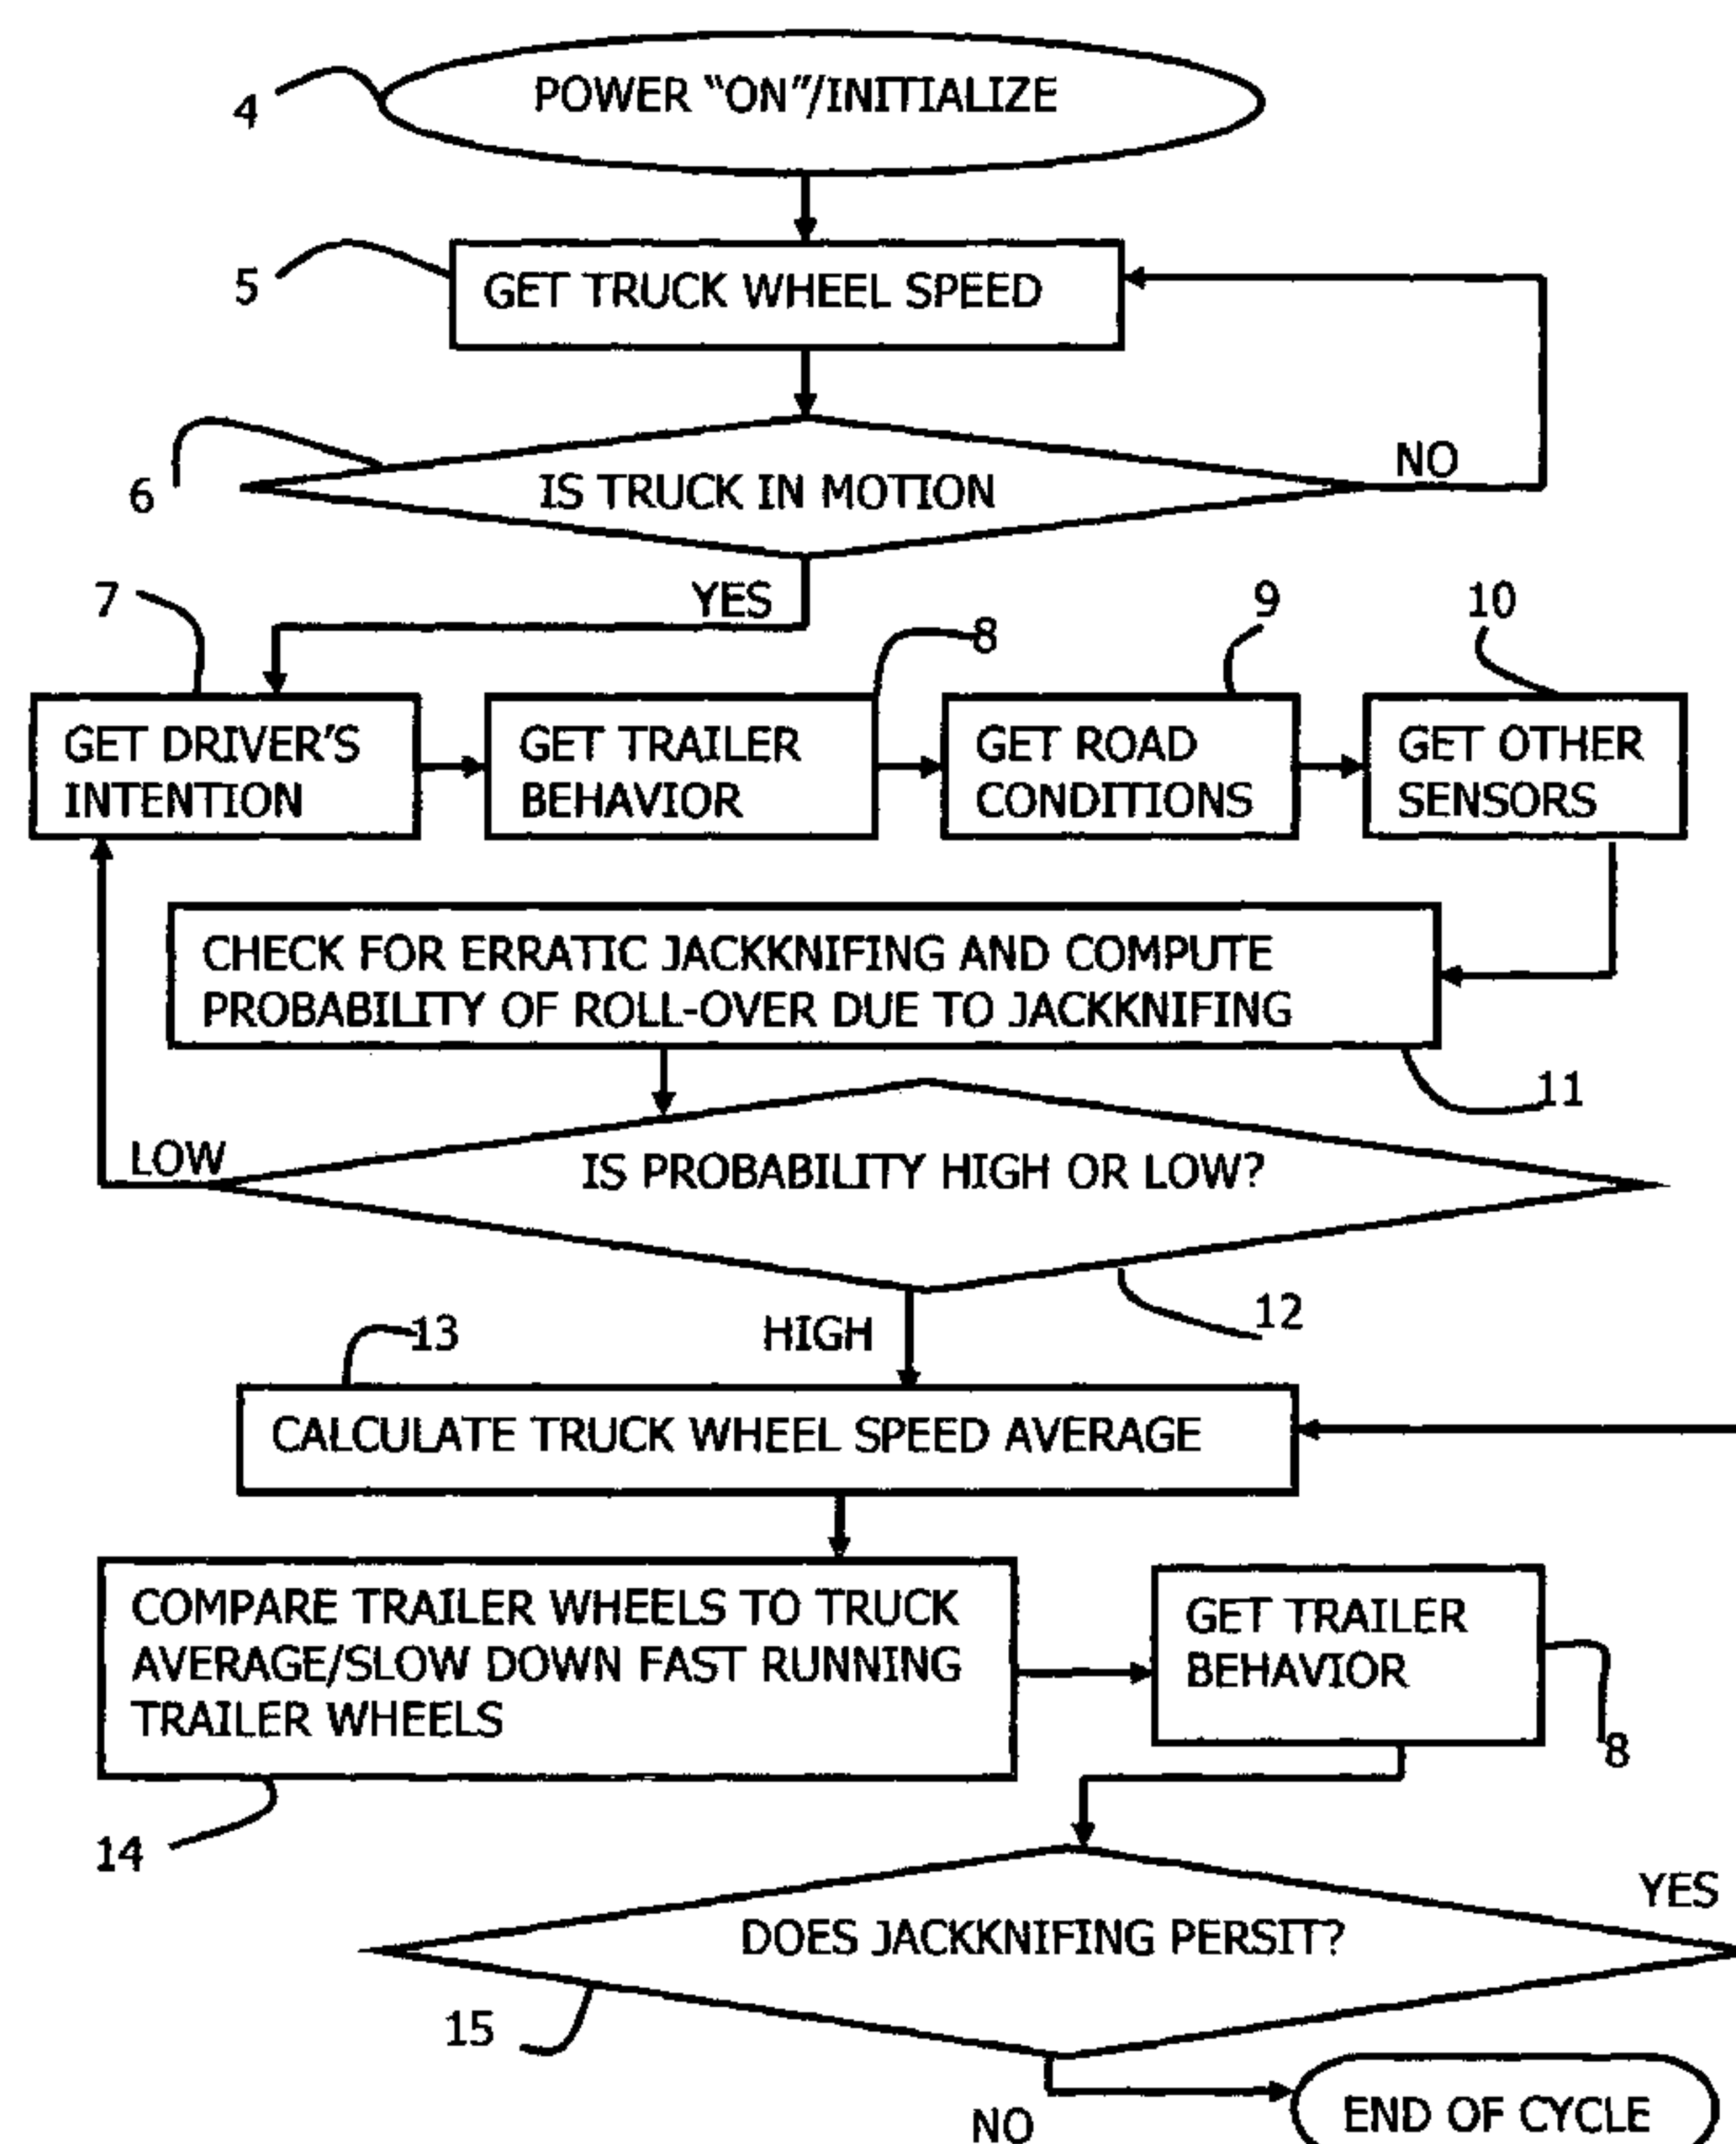 POWER “ON”/INITIALIZE
4
5
GET TRUCK WHEEL SPEED
NO
6
IS TRUCK IN MOTION
7
YES
8
9
10
GET DRIVER’S
INTENTION
GET TRAILER
BEHAVIOR
GET ROAD
CONDITIONS
GET OTHER
SENSORS
CHECK FOR ERRATIC JACKKNIFING AND COMPUTE
PROBABILITY OF ROLL-OVER DUE TO JACKKNIFING
11
LOW
IS PROBABILITY HIGH OR LOW?
12
13
HIGH
CALCULATE TRUCK WHEEL SPEED AVERAGE
COMPARE TRAILER WHEELS TO TRUCK
AVERAGE/SLOW DOWN FAST RUNNING
TRAILER WHEELS
GET TRAILER
BEHAVIOR
8
14
YES
DOES JACKKNIFING PERSIT?
15
NO
END OF CYCLE